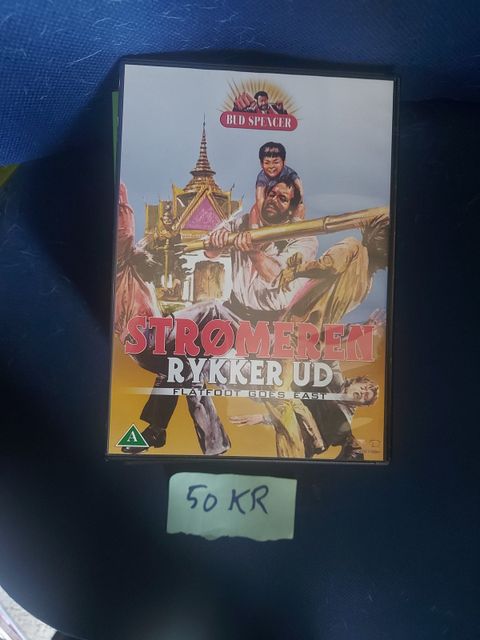 BUD SPENCER
STRØMEREN
RYKKER UD
FLATFOOT GOES EAST
A
50 KR